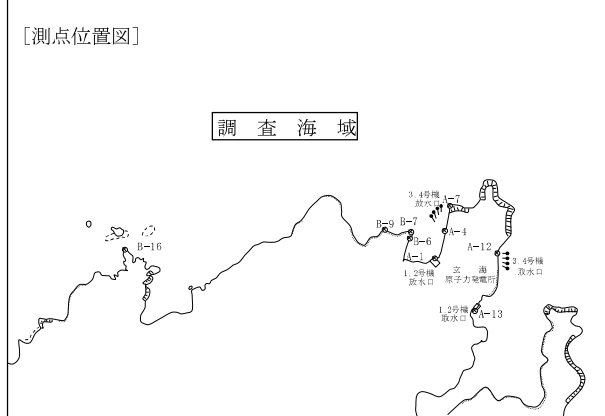 [測点位置図]
調査海域
3.4号機
放水口
A-7
B-9
B-7
B-6
A-4
A-1
A-12
B-16
1.2号機
放水口
玄海
原子力発電所
3.4号機
取水口
1.2号機
取水口
A-13